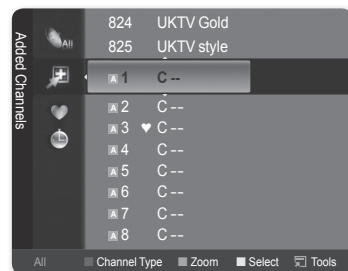 Added Channels
All
824 UKTV Gold
825 UKTV style
A 1 C --
A 2 C --
A 3 ♥ C --
A 4 C --
A 5 C --
A 6 C --
A 7 C --
A 8 C --
All Channel Type Zoom Select Tools